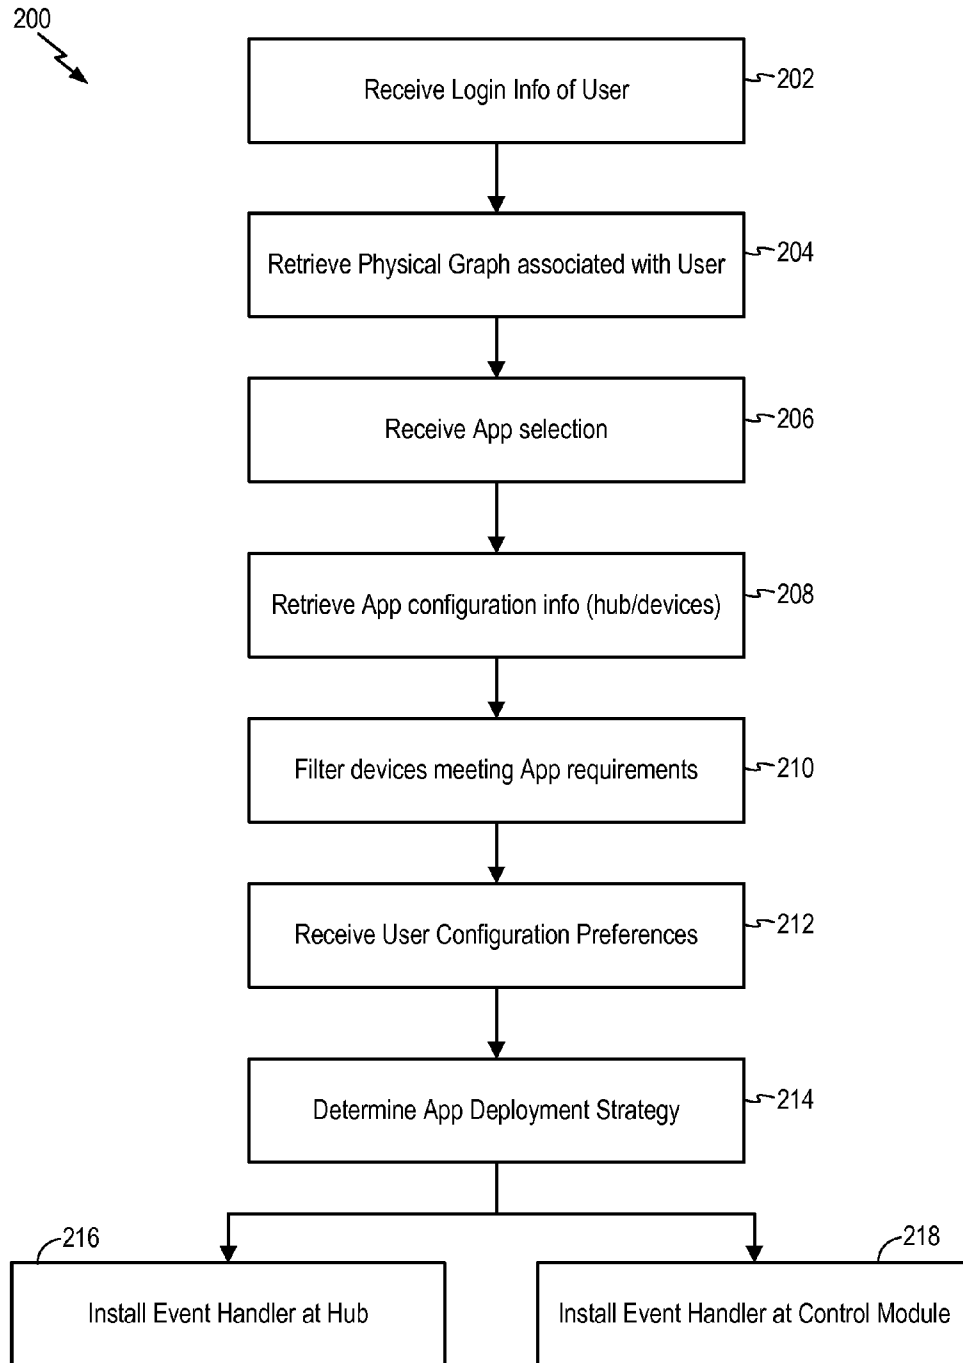 200
Receive Login Info of User
202
Retrieve Physical Graph associated with User
204
Receive App selection
206
Retrieve App configuration info (hub/devices)
208
Filter devices meeting App requirements
210
Receive User Configuration Preferences
212
Determine App Deployment Strategy
214
216
Install Event Handler at Hub
218
Install Event Handler at Control Module